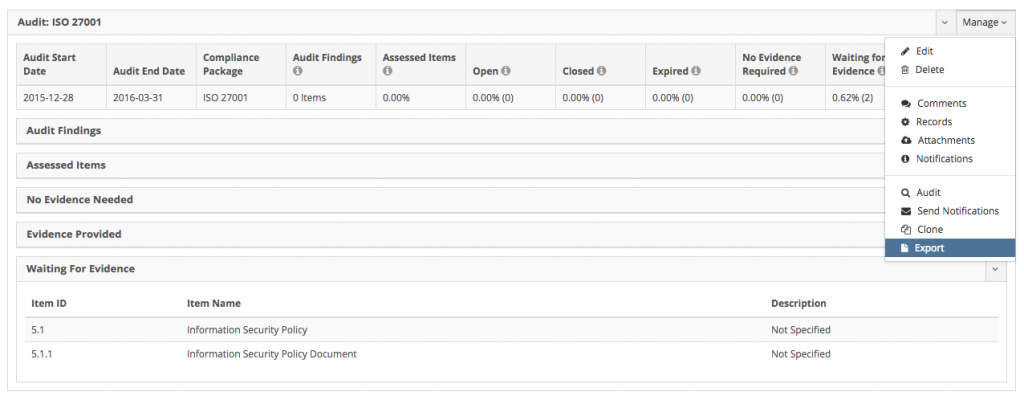 Audit: ISO 27001
Manage
Audit Start Date
Audit End Date
Compliance Package
Audit Findings
Assessed Items
Open
Closed
Expired
No Evidence Required
Waiting for Evidence
2015-12-28
2016-03-31
ISO 27001
0 Items
0.00%
0.00% (0)
0.00% (0)
0.00% (0)
0.00% (0)
0.62% (2)
Edit
Delete
Comments
Records
Attachments
Notifications
Audit
Send Notifications
Clone
Export
Audit Findings
Assessed Items
No Evidence Needed
Evidence Provided
Waiting For Evidence
Item ID
Item Name
Description
5.1
Information Security Policy
Not Specified
5.1.1
Information Security Policy Document
Not Specified